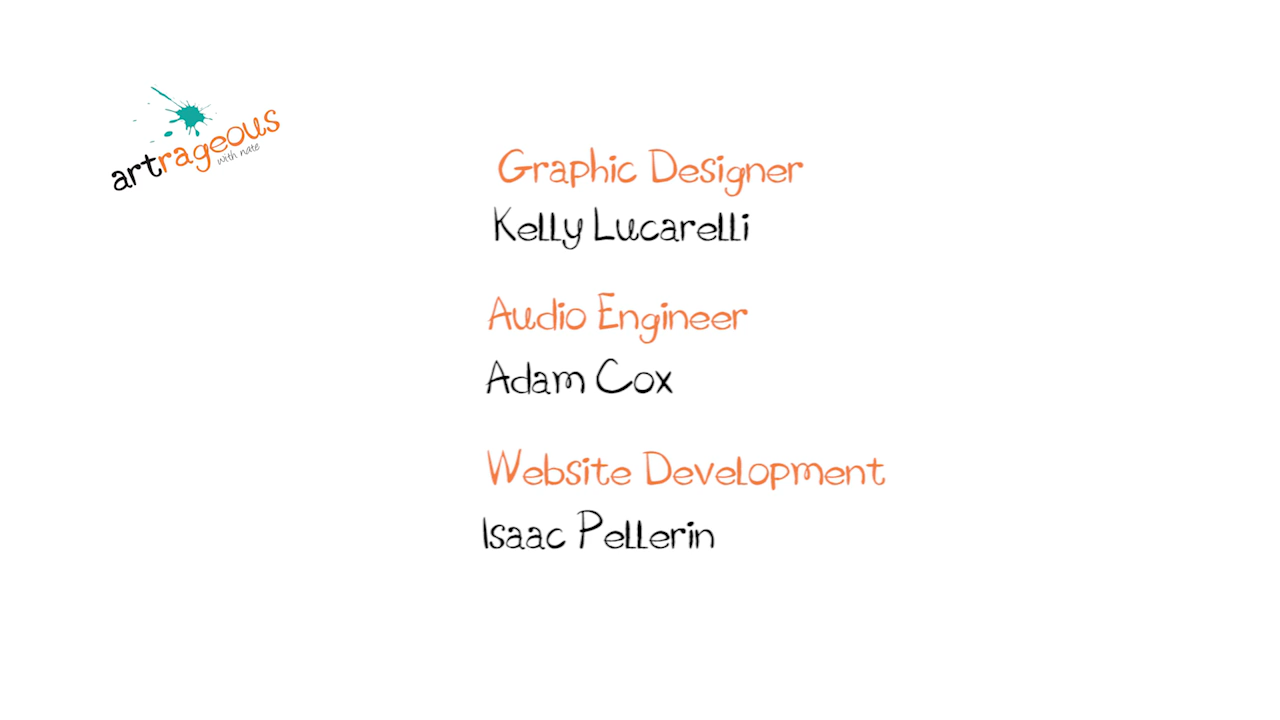 artrageous
with nate
Graphic Designer
Kelly Lucarelli
Audio Engineer
Adam Cox
Website Development
Isaac Pellerin